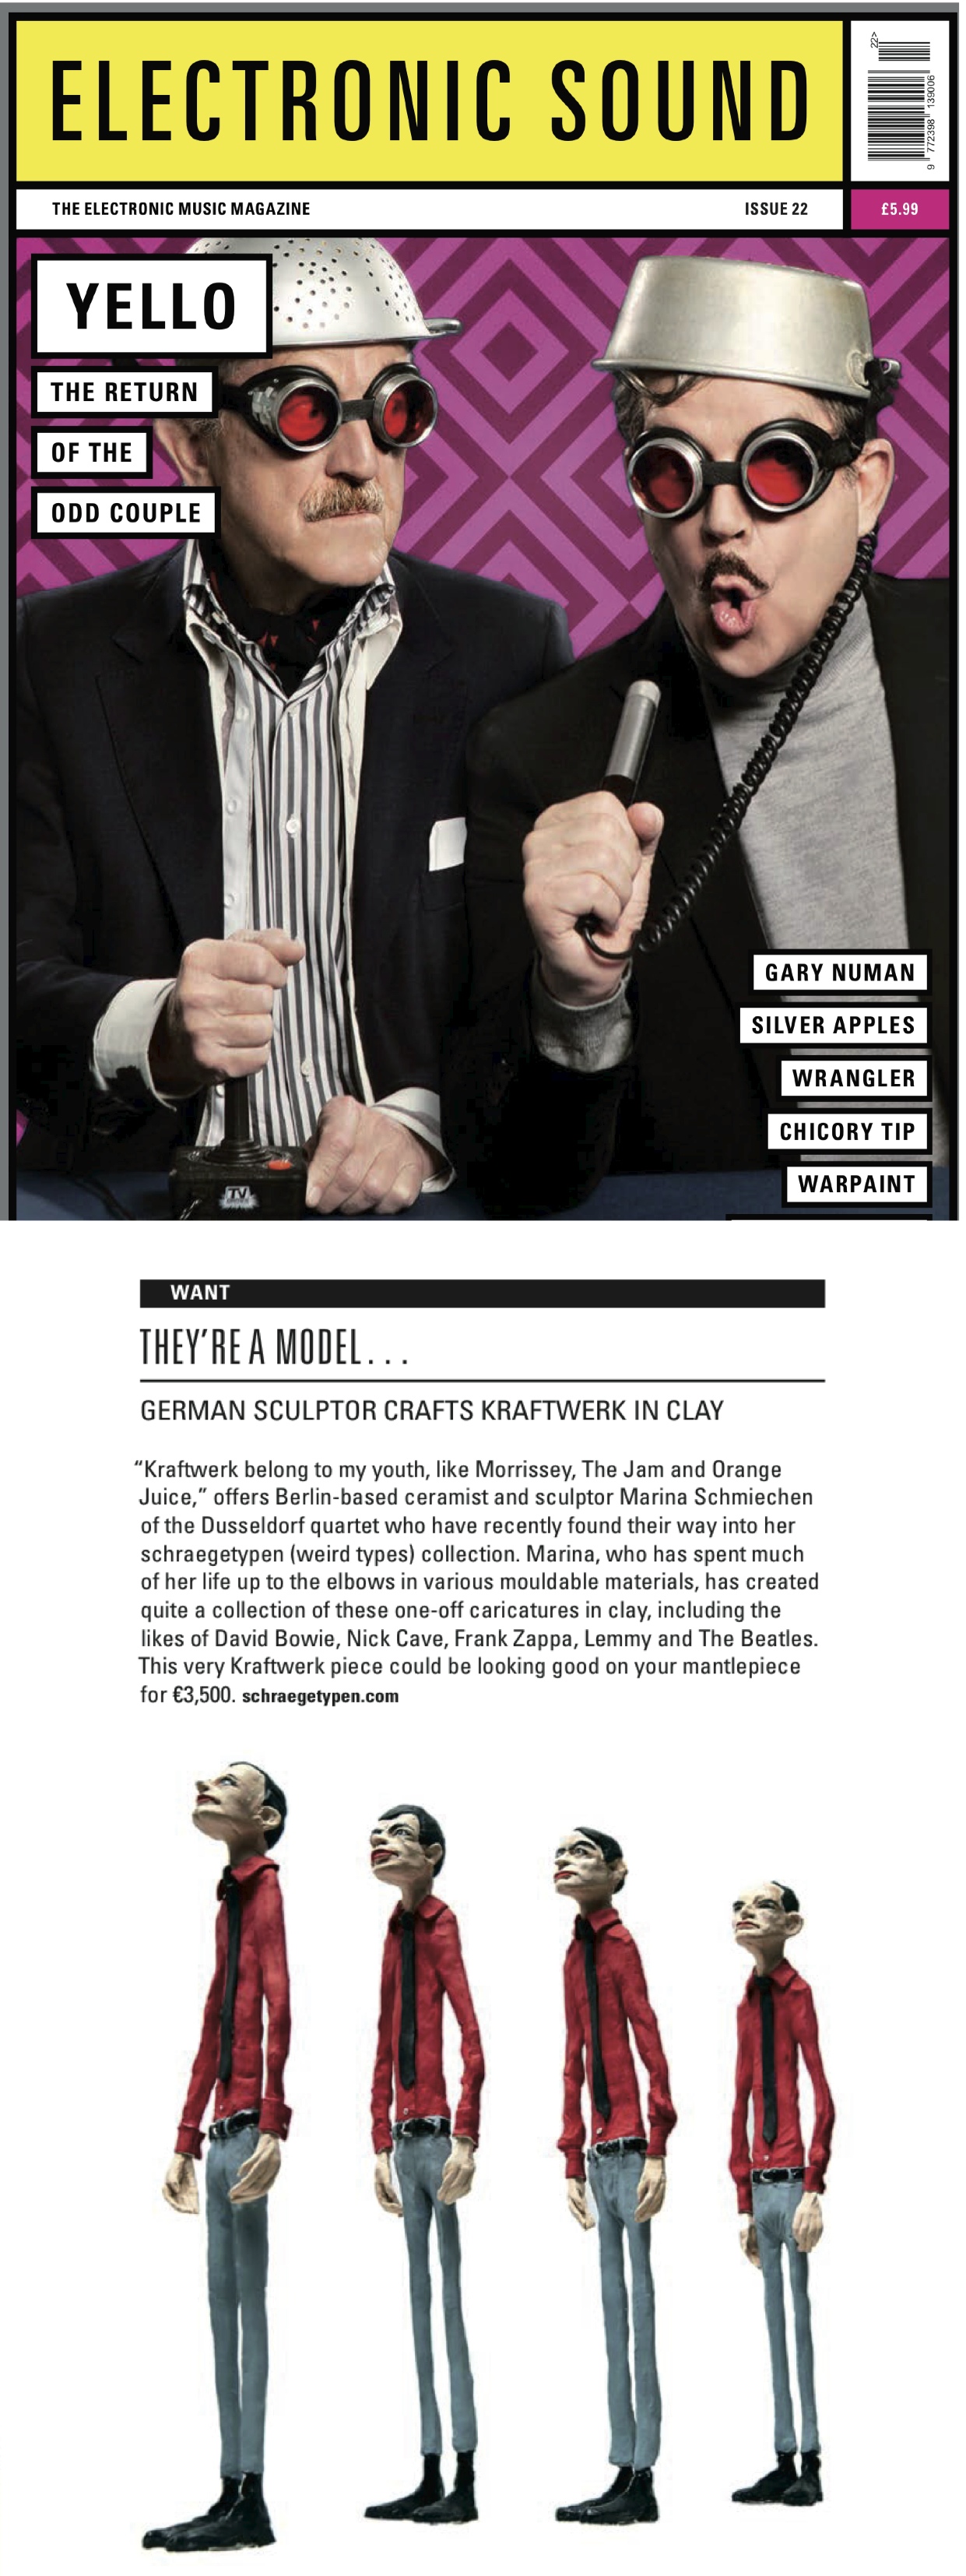 ELECTRONIC SOUND
22>
9 772398 139006
THE ELECTRONIC MUSIC MAGAZINE
ISSUE 22
£5.99
YELLO
THE RETURN
OF THE
ODD COUPLE
TV
GARY NUMAN
SILVER APPLES
WRANGLER
CHICORY TIP
WARPAINT
WANT
THEY’RE A MODEL...
GERMAN SCULPTOR CRAFTS KRAFTWERK IN CLAY
“Kraftwerk belong to my youth, like Morrissey, The Jam and Orange
Juice,” offers Berlin-based ceramist and sculptor Marina Schmiechen
of the Dusseldorf quartet who have recently found their way into her
schraegetypen (weird types) collection. Marina, who has spent much
of her life up to the elbows in various mouldable materials, has created
quite a collection of these one-off caricatures in clay, including the
likes of David Bowie, Nick Cave, Frank Zappa, Lemmy and The Beatles.
This very Kraftwerk piece could be looking good on your mantlepiece
for €3,500. schraegetypen.com